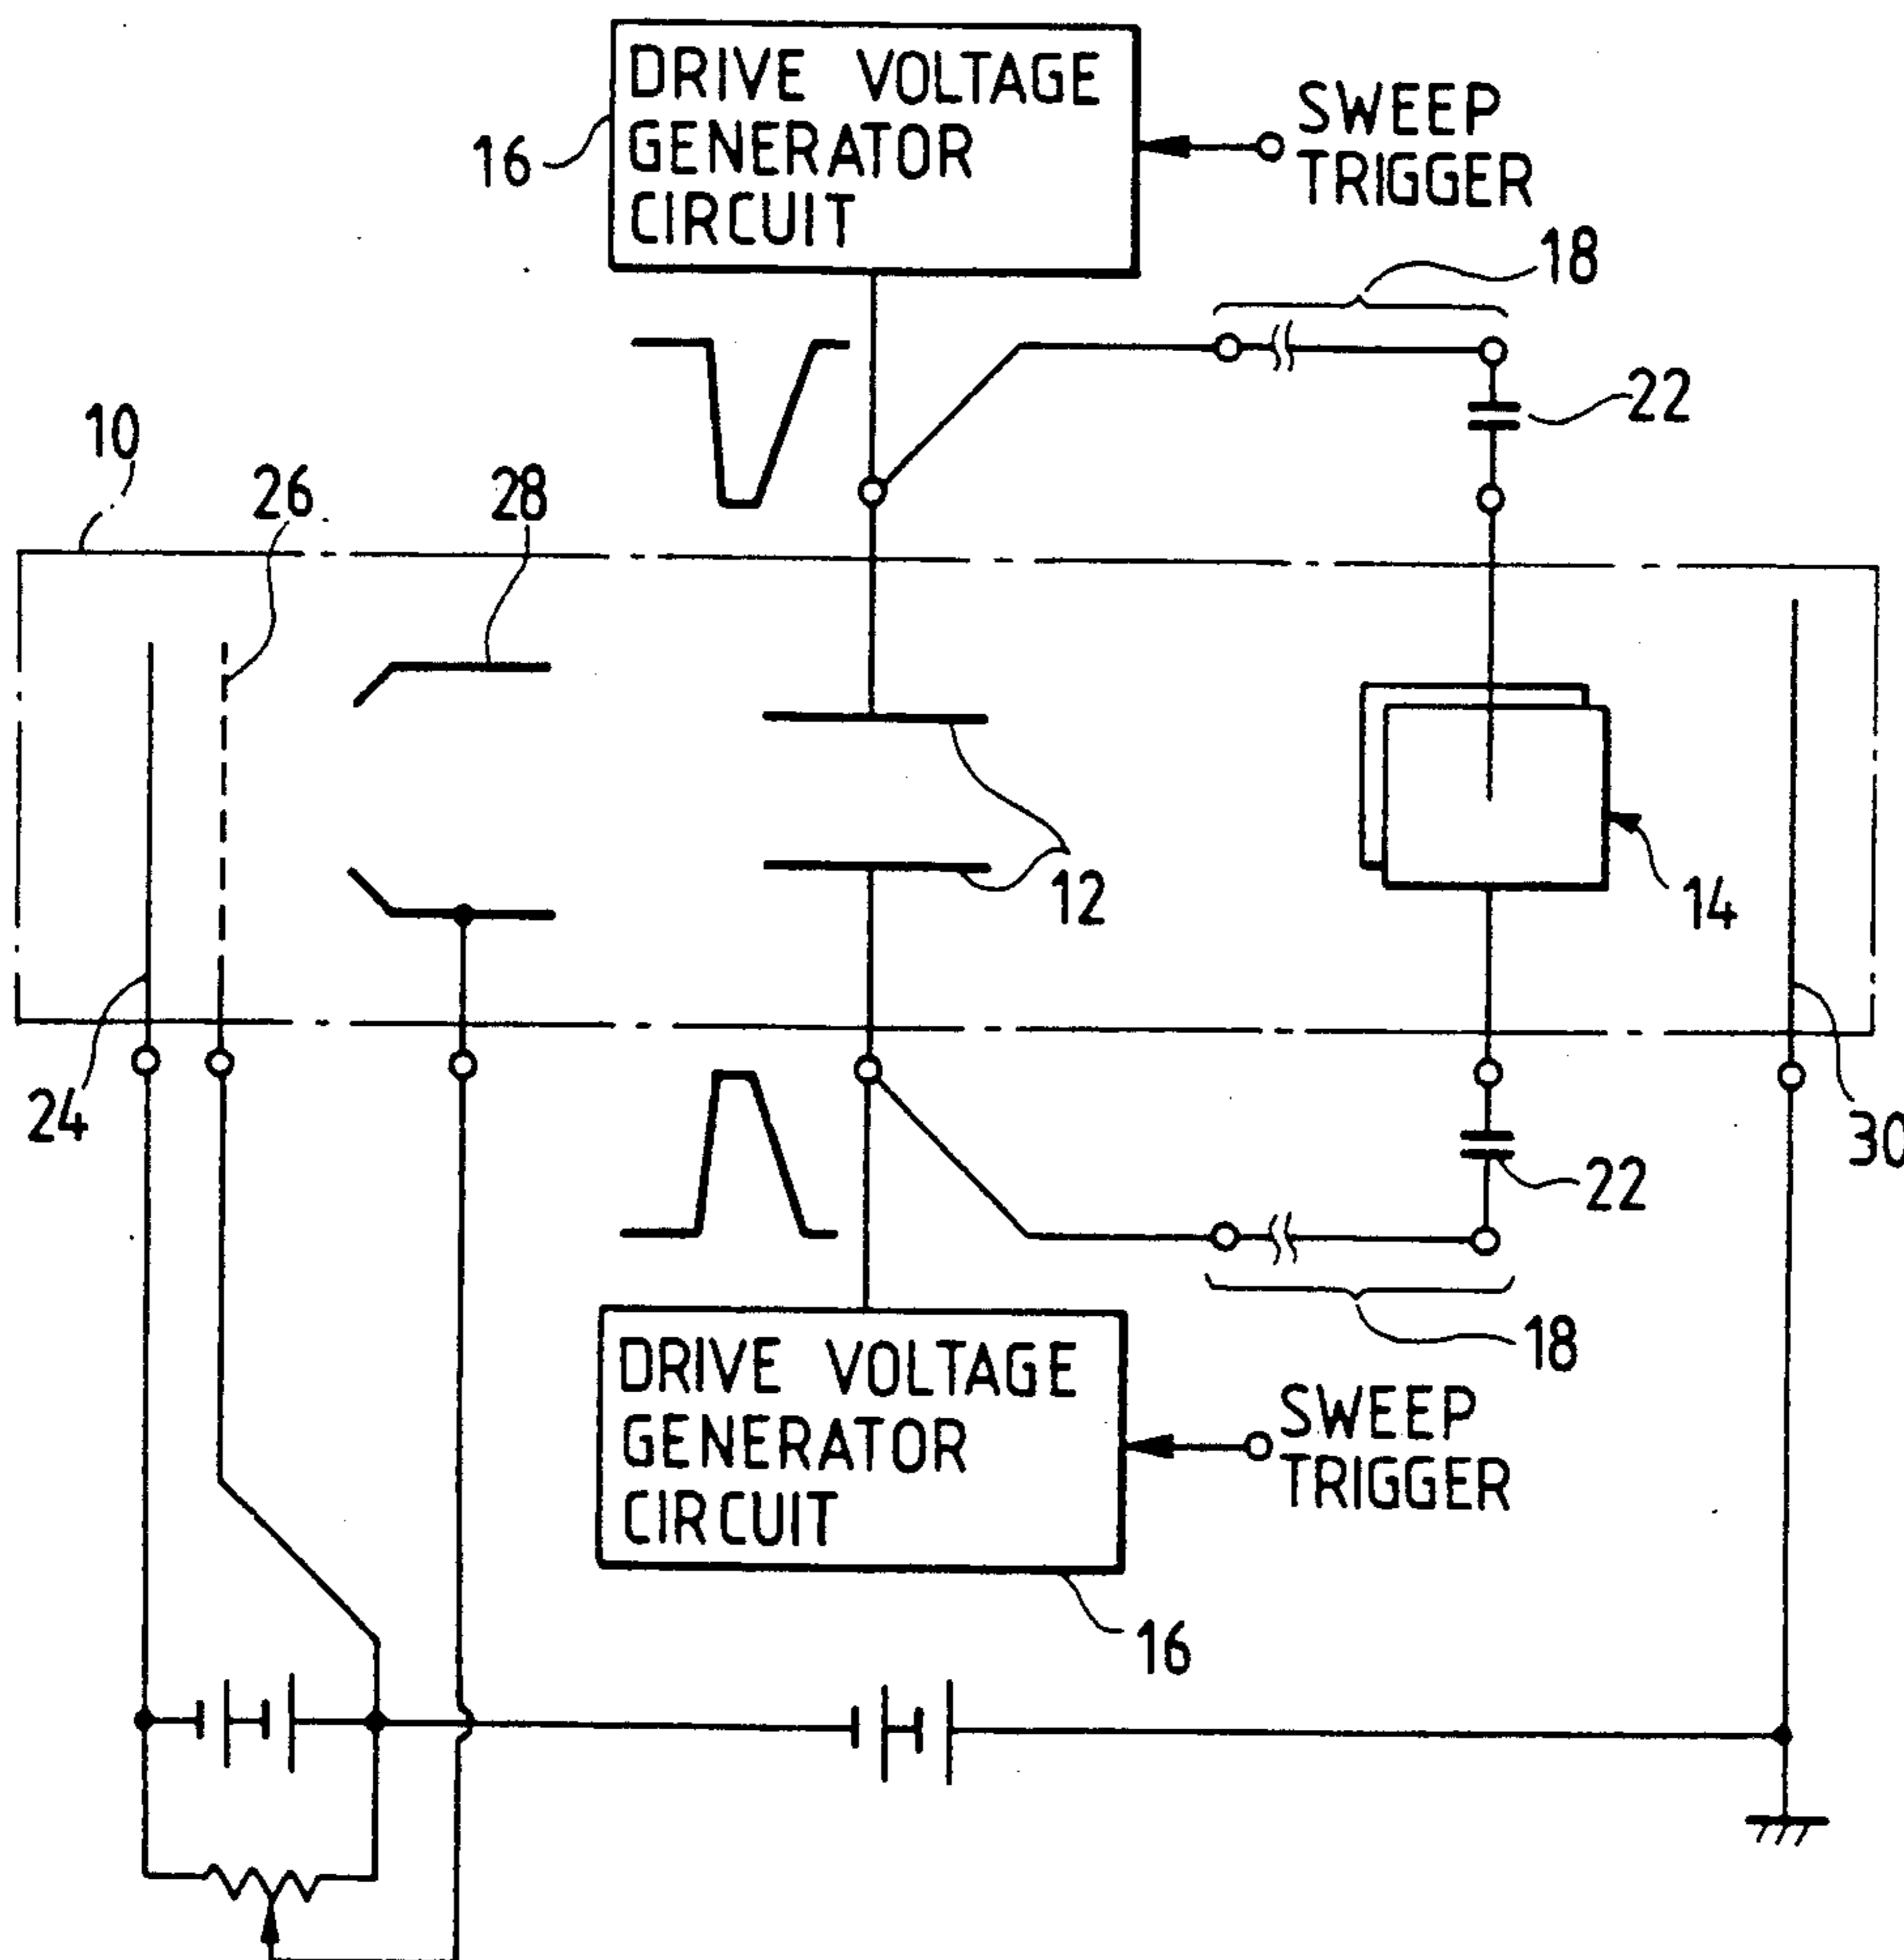 DRIVE VOLTAGE
GENERATOR
CIRCUIT
16
SWEEP
TRIGGER
18
22
10
26
28
12
14
24
30
22
18
DRIVE VOLTAGE
GENERATOR
CIRCUIT
SWEEP
TRIGGER
16